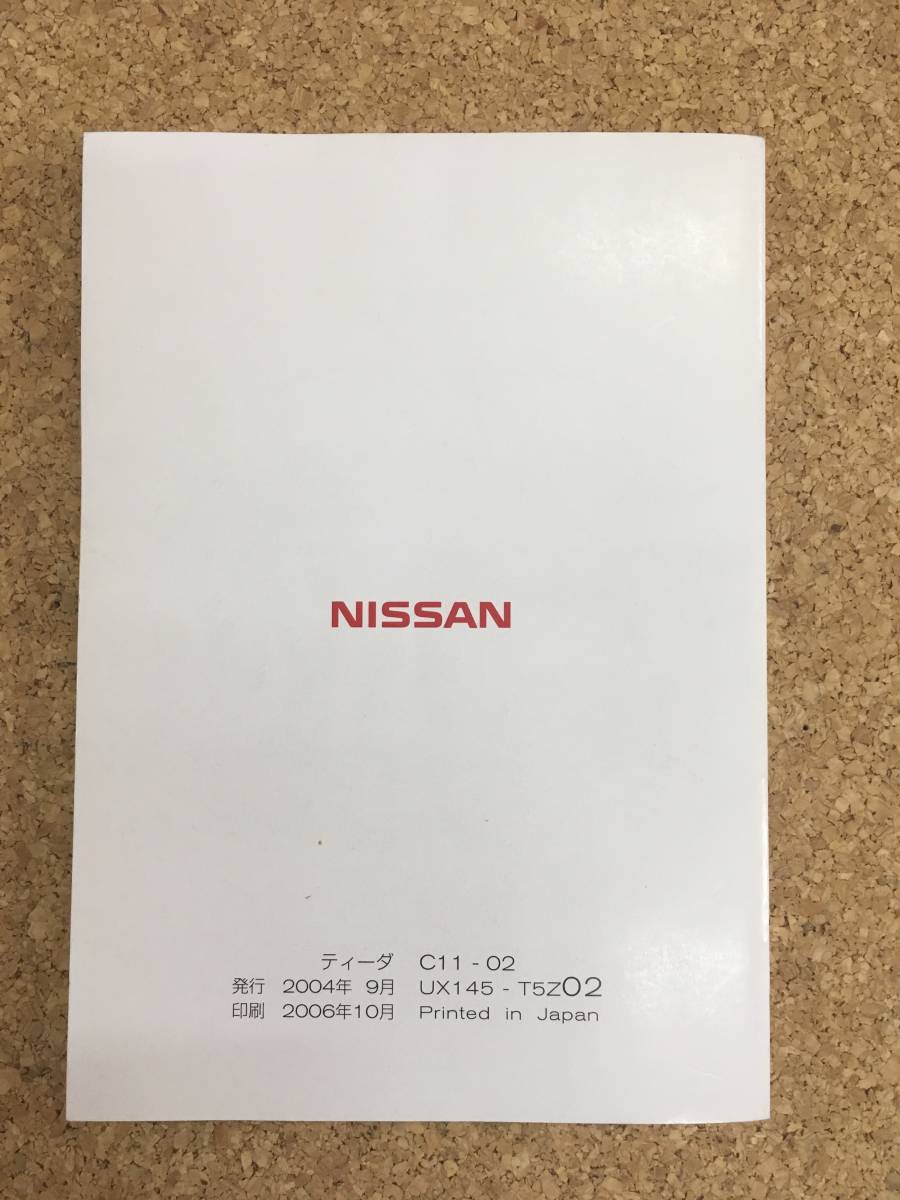 NISSAN
ティーダ C11 - 02
発行 2004年 9月 UX145 - T5Z02
印刷 2006年10月 Printed in Japan